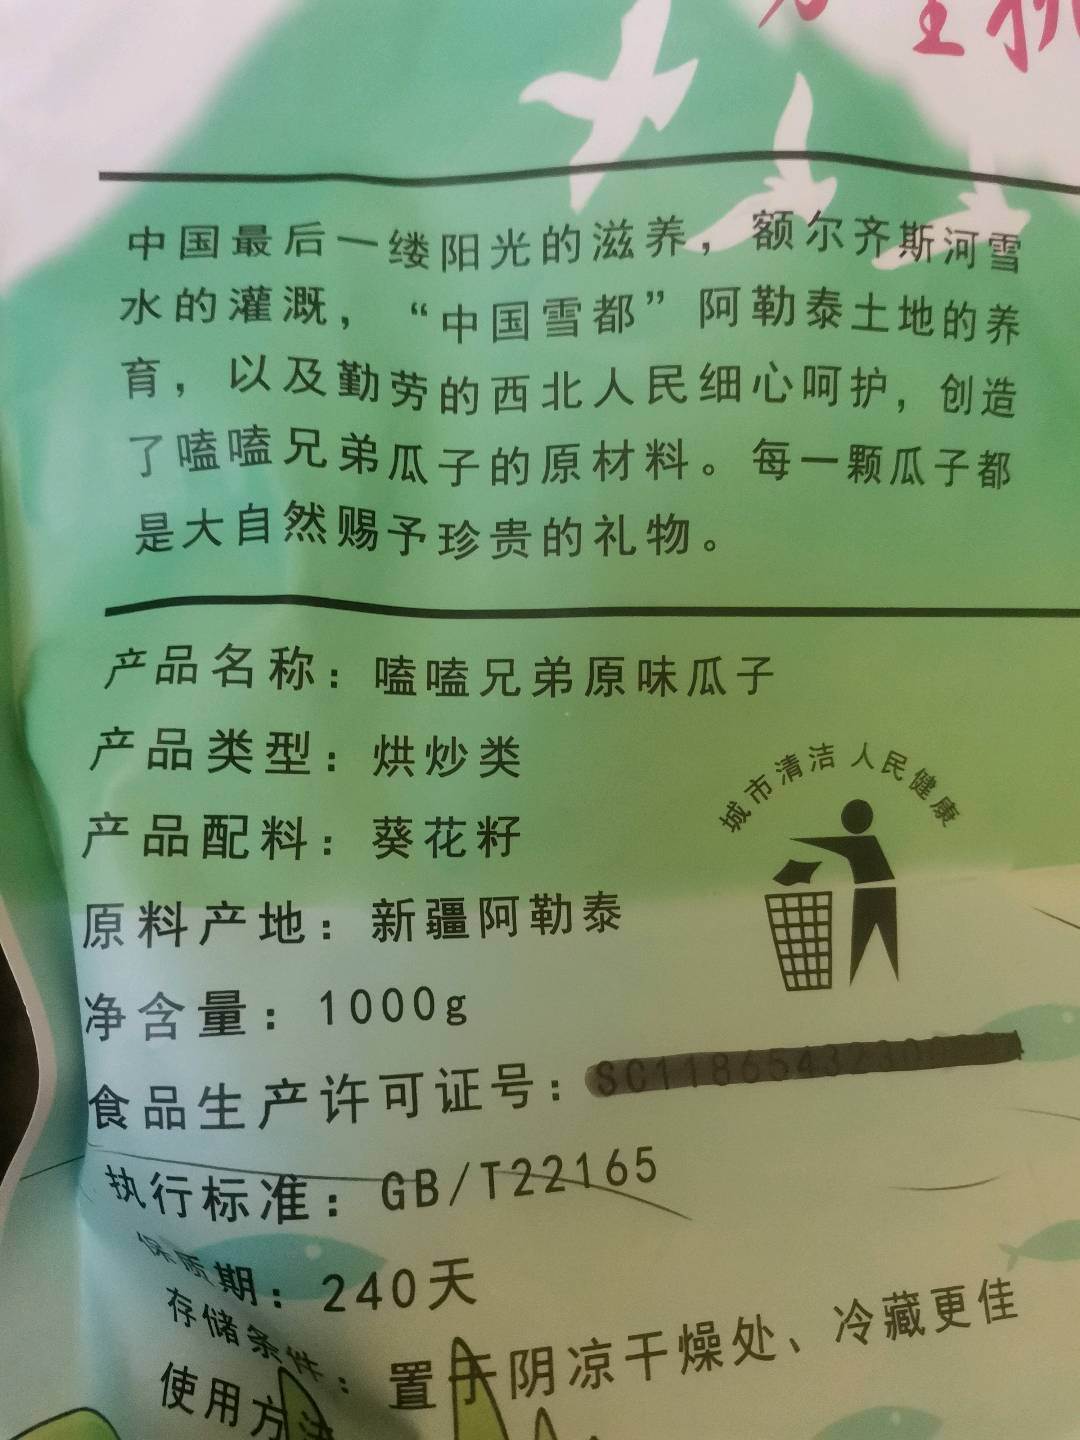 中国最后一缕阳光的滋养，额尔齐斯河雪
水的灌溉，“中国雪都”阿勒泰土地的养
育，以及勤劳的西北人民细心呵护，创造
了嗑嗑兄弟瓜子的原材料。每一颗瓜子都
是大自然赐予珍贵的礼物。
产品名称：嗑嗑兄弟原味瓜子
产品类型：烘炒类
产品配料：葵花籽
原料产地：新疆阿勒泰
净含量：1000g
城市清洁 人民健康
食品生产许可证号：
执行标准：GB/T22165
保质期：240天
存储条件：置于阴凉干燥处、冷藏更佳
使用方法